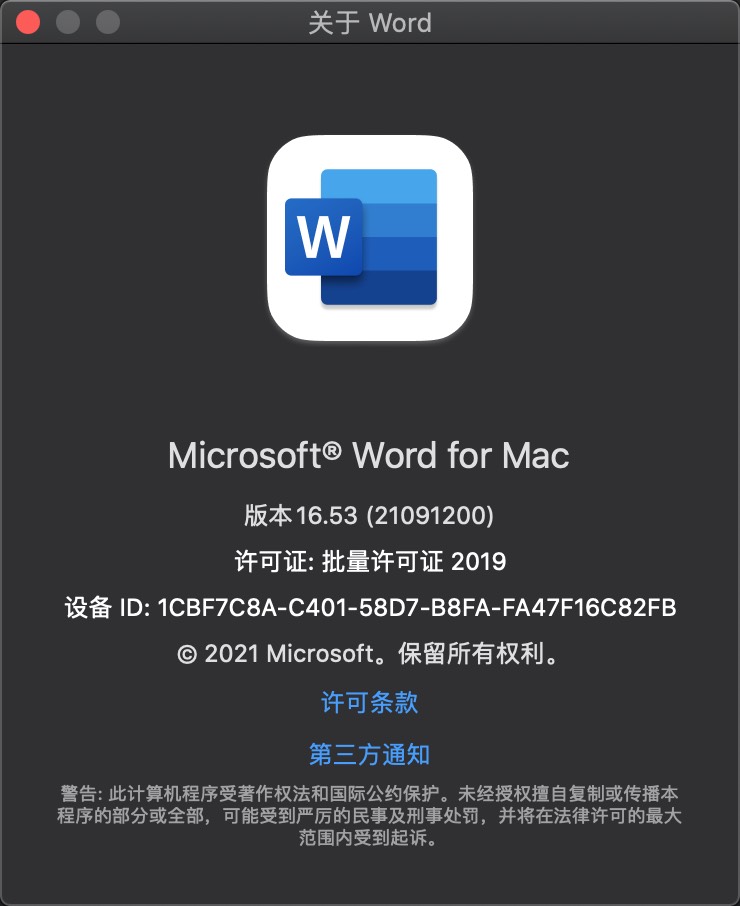 关于 Word
W
Microsoft® Word for Mac
版本16.53 (21091200)
许可证: 批量许可证 2019
设备 ID: 1CBF7C8A-C401-58D7-B8FA-FA47F16C82FB
© 2021 Microsoft。保留所有权利。
许可条款
第三方通知
警告: 此计算机程序受著作权法和国际公约保护。未经授权擅自复制或传播本
程序的部分或全部，可能受到严厉的民事及刑事处罚，并将在法律许可的最大
范围内受到起诉。